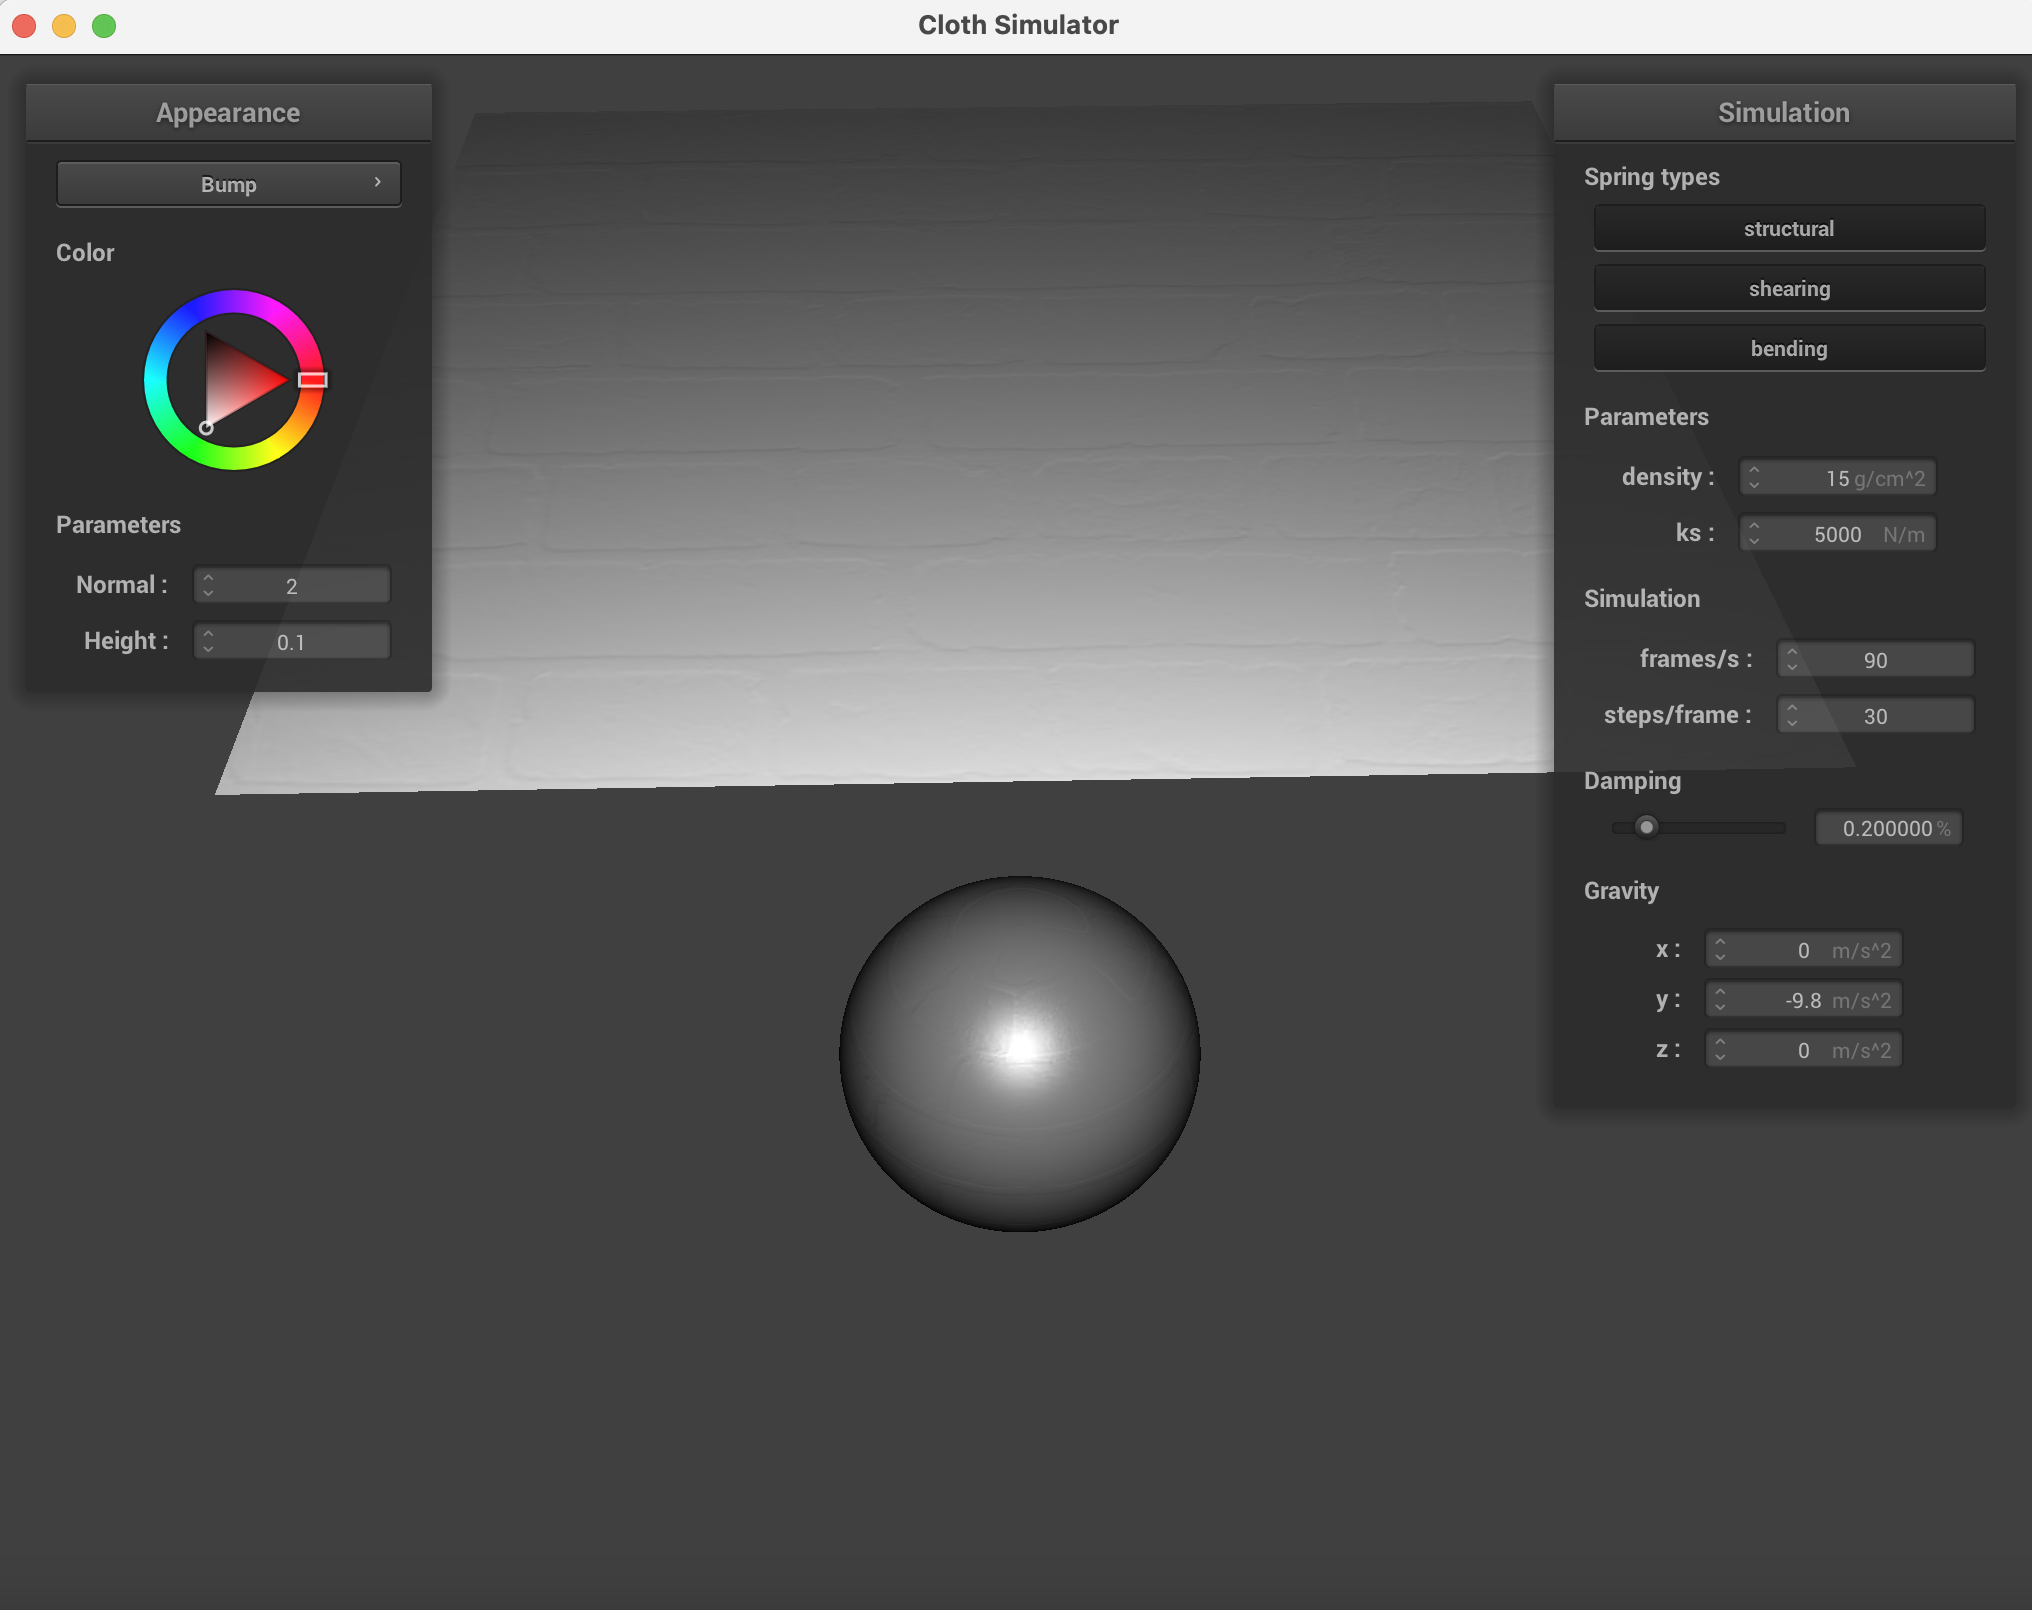 Cloth Simulator
Appearance
Bump
Color
Parameters
Normal : 2
Height : 0.1
Simulation
Spring types
structural
shearing
bending
Parameters
density : 15 g/cm^2
ks : 5000 N/m
Simulation
frames/s : 90
steps/frame : 30
Damping
0.200000 %
Gravity
x : 0 m/s^2
y : -9.8 m/s^2
z : 0 m/s^2